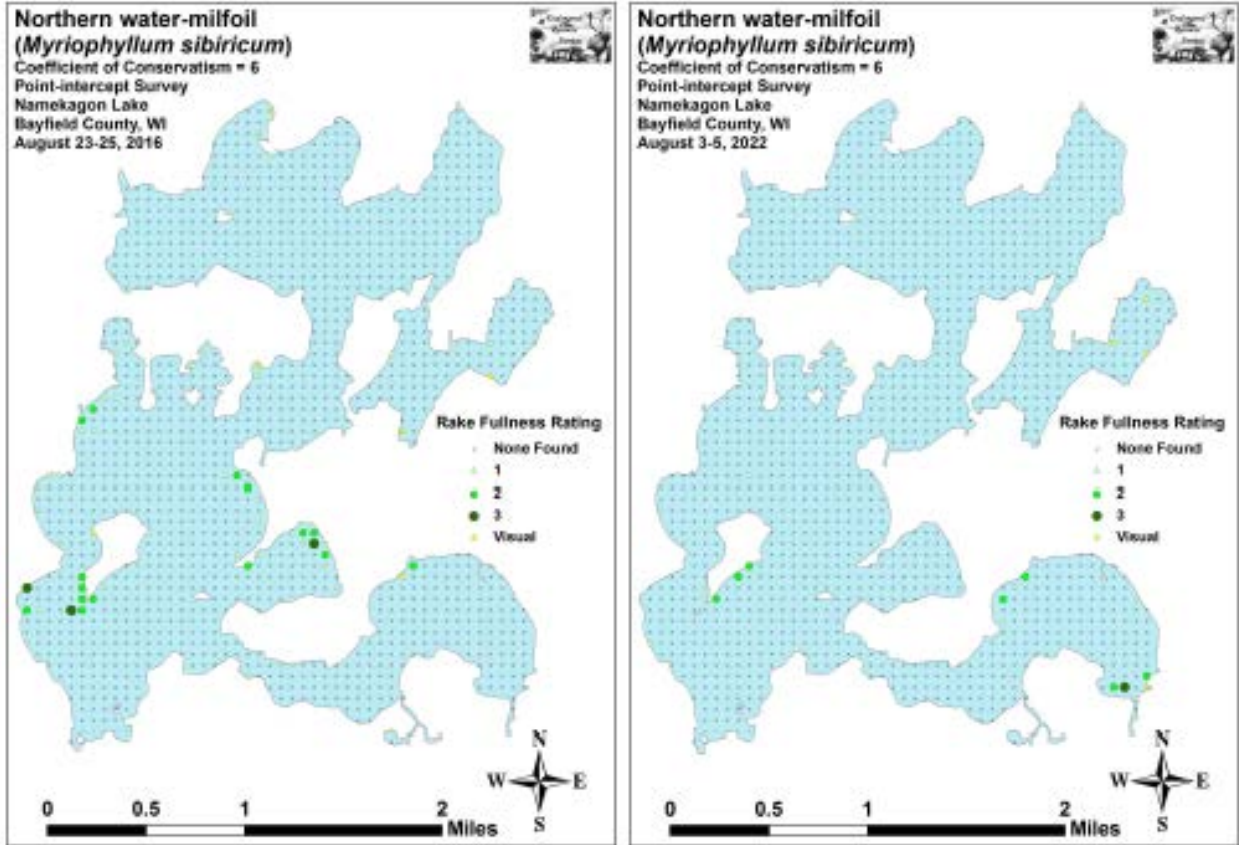 Northern water-milfoil
(Myriophyllum sibiricum)
Coefficient of Conservatism = 6
Point-intercept Survey
Namekagon Lake
Bayfield County, WI
August 23-25, 2016
Rake Fullness Rating
None Found
1
2
3
Visual
N
W E
S
0 0.5 1 2
Miles
Northern water-milfoil
(Myriophyllum sibiricum)
Coefficient of Conservatism = 6
Point-intercept Survey
Namekagon Lake
Bayfield County, WI
August 3-5, 2022
Rake Fullness Rating
None Found
1
2
3
Visual
N
W E
S
0 0.5 1 2
Miles